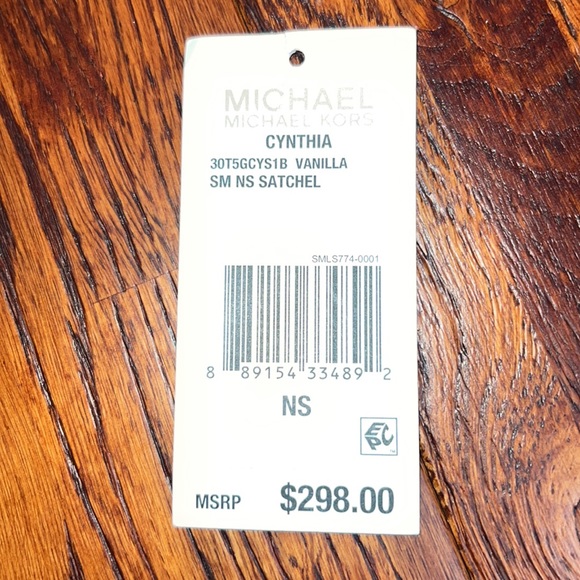 MICHAEL
MICHAEL KORS
CYNTHIA
30T5GCYS1B VANILLA
SM NS SATCHEL
SMLS774-0001
8 89154 33489 2
NS
EPC
MSRP $298.00